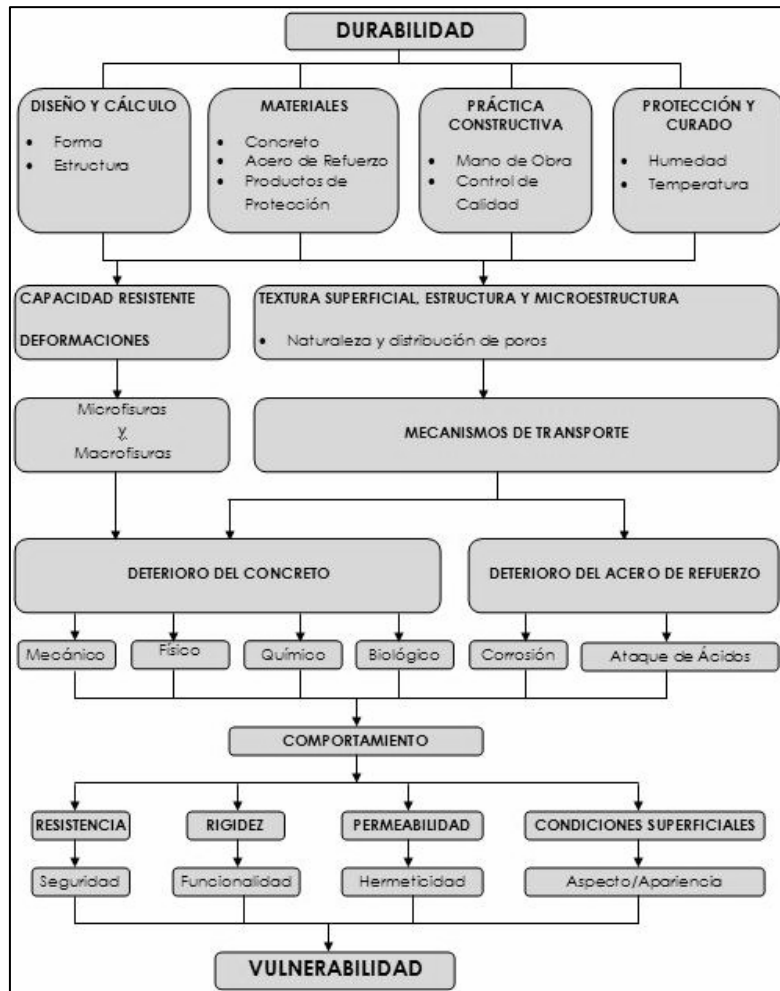 DURABILIDAD
DISEÑO Y CÁLCULO
• Forma
• Estructura
MATERIALES
• Concreto
• Acero de Refuerzo
• Productos de
Protección
PRÁCTICA
CONSTRUCTIVA
• Mano de Obra
• Control de
Calidad
PROTECCIÓN Y
CURADO
• Humedad
• Temperatura
CAPACIDAD RESISTENTE
DEFORMACIONES
TEXTURA SUPERFICIAL, ESTRUCTURA Y MICROESTRUCTURA
• Naturaleza y distribución de poros
Microfisuras
y
Macrofisuras
MECANISMOS DE TRANSPORTE
DETERIORO DEL CONCRETO
DETERIORO DEL ACERO DE REFUERZO
Mecánico
Físico
Químico
Biológico
Corrosión
Ataque de Ácidos
COMPORTAMIENTO
RESISTENCIA
RIGIDEZ
PERMEABILIDAD
CONDICIONES SUPERFICIALES
Seguridad
Funcionalidad
Hermeticidad
Aspecto/Apariencia
VULNERABILIDAD